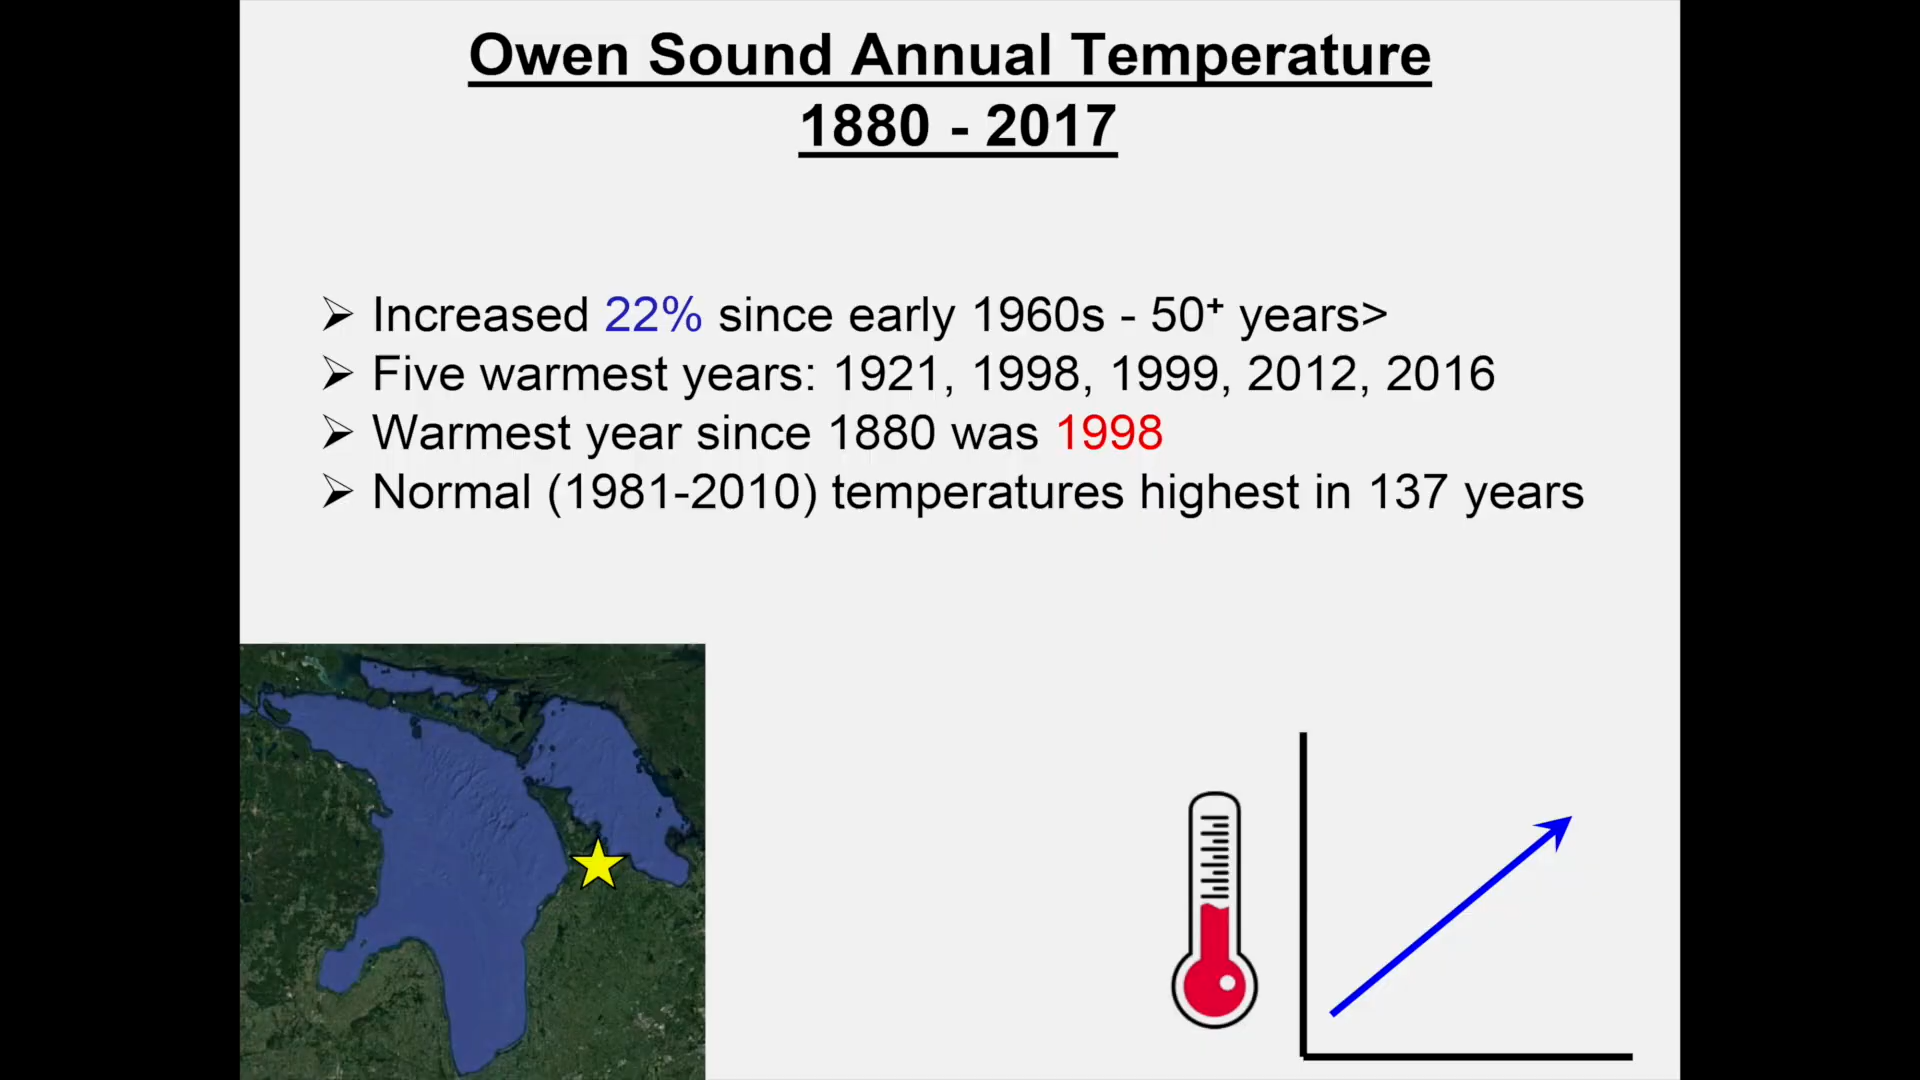 Owen Sound Annual Temperature
1880 - 2017
➢ Increased 22% since early 1960s - 50⁺ years>
➢ Five warmest years: 1921, 1998, 1999, 2012, 2016
➢ Warmest year since 1880 was 1998
➢ Normal (1981-2010) temperatures highest in 137 years